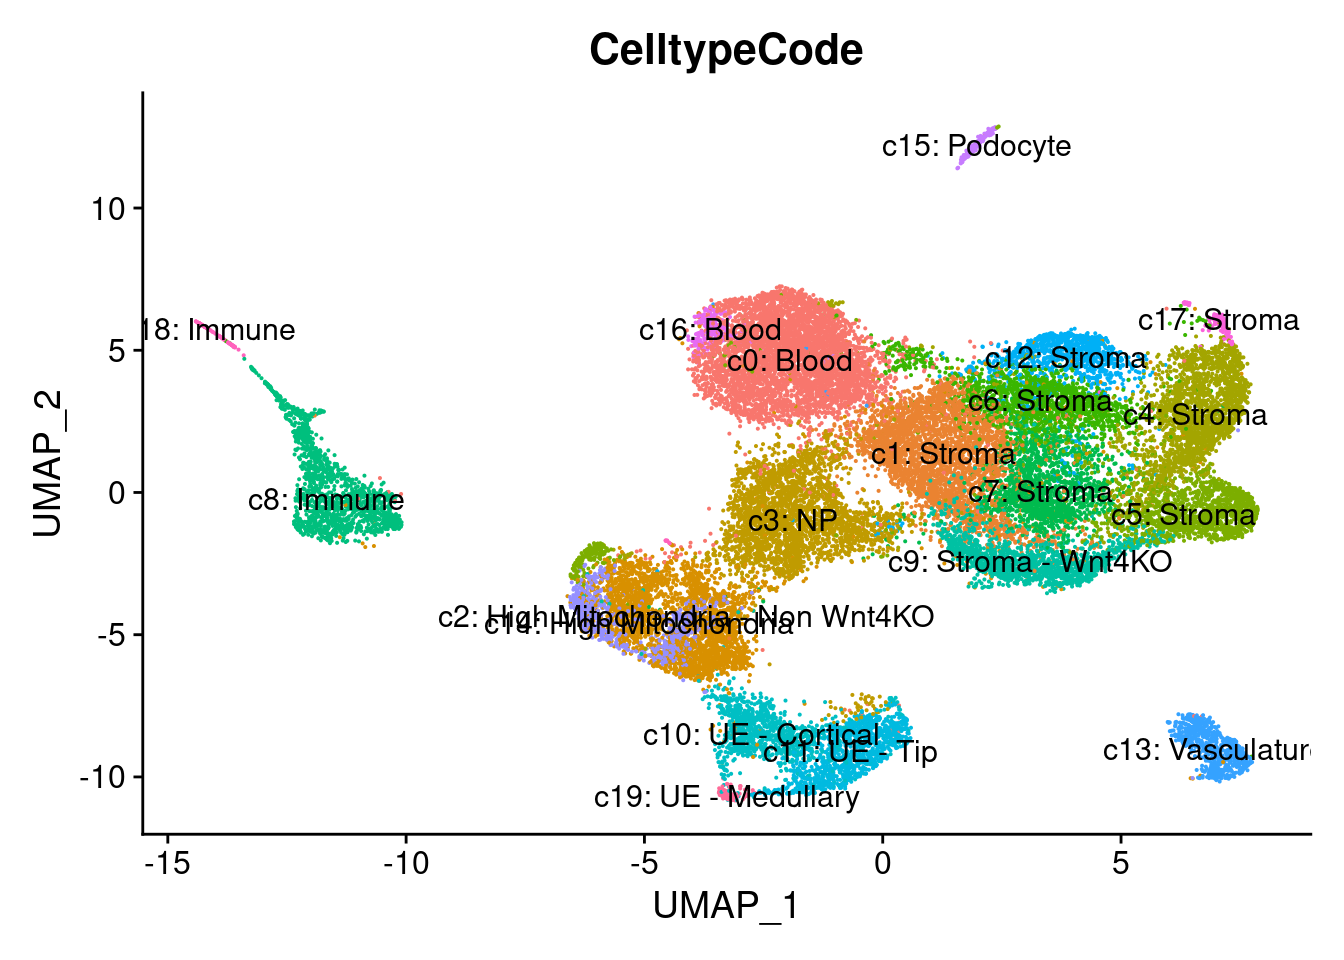 CelltypeCode
c15: Podocyte
10
18: Immune
c16: Blood
c17: Stroma
5
c0: Blood
c12: Stroma
c6: Stroma
c4: Stroma
c1: Stroma
UMAP_2
0
c8: Immune
c7: Stroma
c3: NP
c5: Stroma
c9: Stroma - Wnt4KO
c2: High Mitochondria - Non Wnt4KO
c14: High Mitochondria
-5
c10: UE - Cortical
c11: UE - Tip
c13: Vasculature
-10
c19: UE - Medullary
-15 -10 -5 0 5
UMAP_1